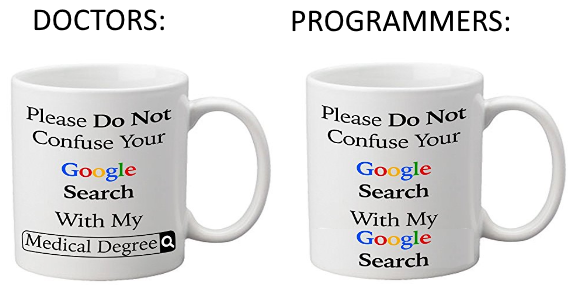 DOCTORS:
Please Do Not
Confuse Your
Google
Search
With My
Medical Degree
PROGRAMMERS:
Please Do Not
Confuse Your
Google
Search
With My
Google
Search